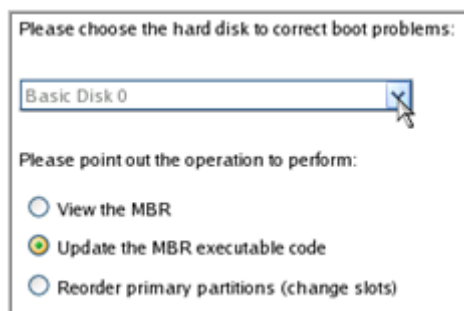 Please choose the hard disk to correct boot problems:
Basic Disk 0
Please point out the operation to perform:
View the MBR
Update the MBR executable code
Reorder primary partitions (change slots)